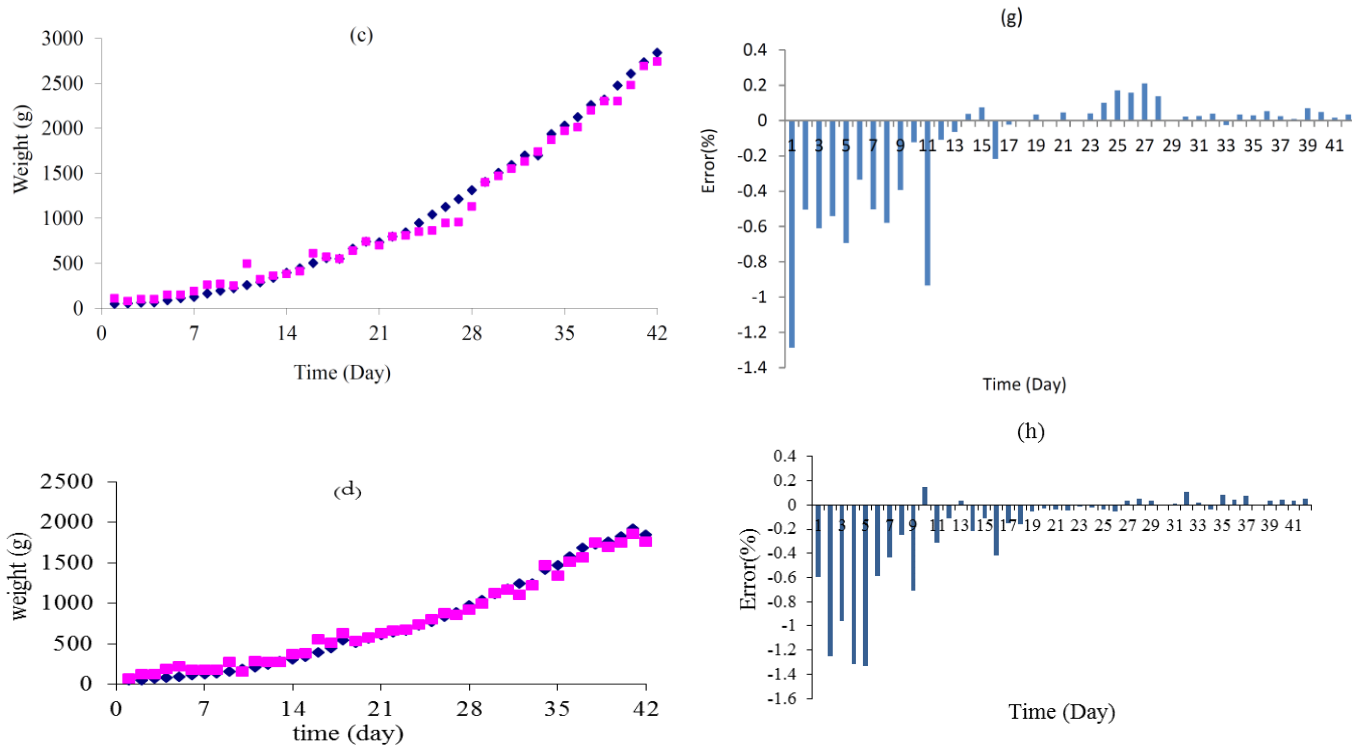 (c)
3000
2500
2000
1500
1000
500
0
Weight (g)
0 7 14 21 28 35 42
Time (Day)
(g)
0.4
0.2
0
-0.2
-0.4
-0.6
-0.8
-1
-1.2
-1.4
Error(%)
1 3 5 7 9 11 13 15 17 19 21 23 25 27 29 31 33 35 37 39 41
Time (Day)
(d)
2500
2000
1500
1000
500
0
weight (g)
0 7 14 21 28 35 42
time (day)
(h)
0.4
0.2
0
-0.2
-0.4
-0.6
-0.8
-1
-1.2
-1.4
-1.6
Error(%)
1 3 5 7 9 11 13 15 17 19 21 23 25 27 29 31 33 35 37 39 41
Time (Day)